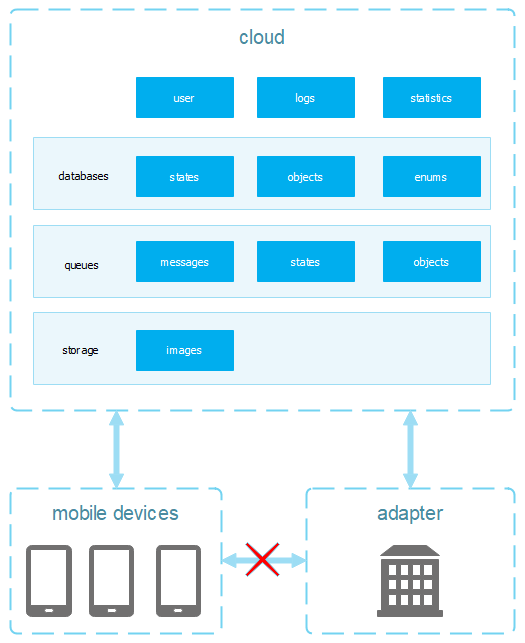 cloud
user
logs
statistics
databases
states
objects
enums
queues
messages
states
objects
storage
images
mobile devices
adapter